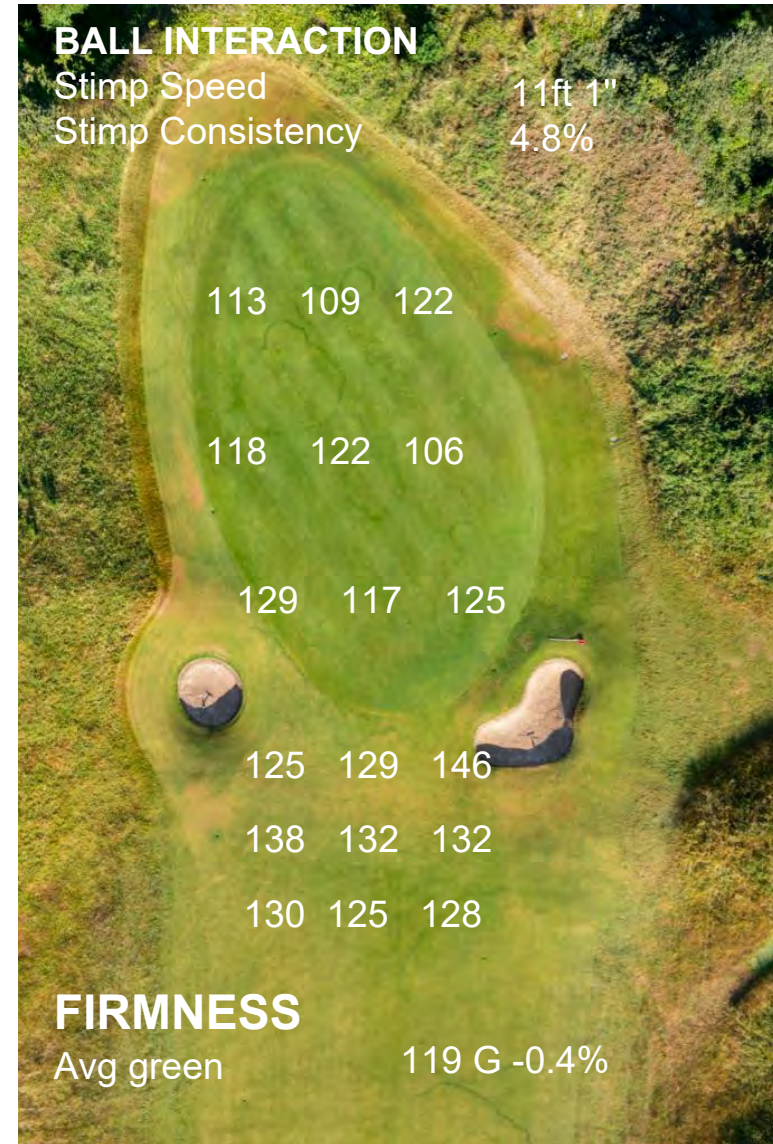 BALL INTERACTION
Stimp Speed 11ft 1"
Stimp Consistency 4.8%
113 109 122
118 122 106
129 117 125
125 129 146
138 132 132
130 125 128
FIRMNESS
Avg green 119 G -0.4%